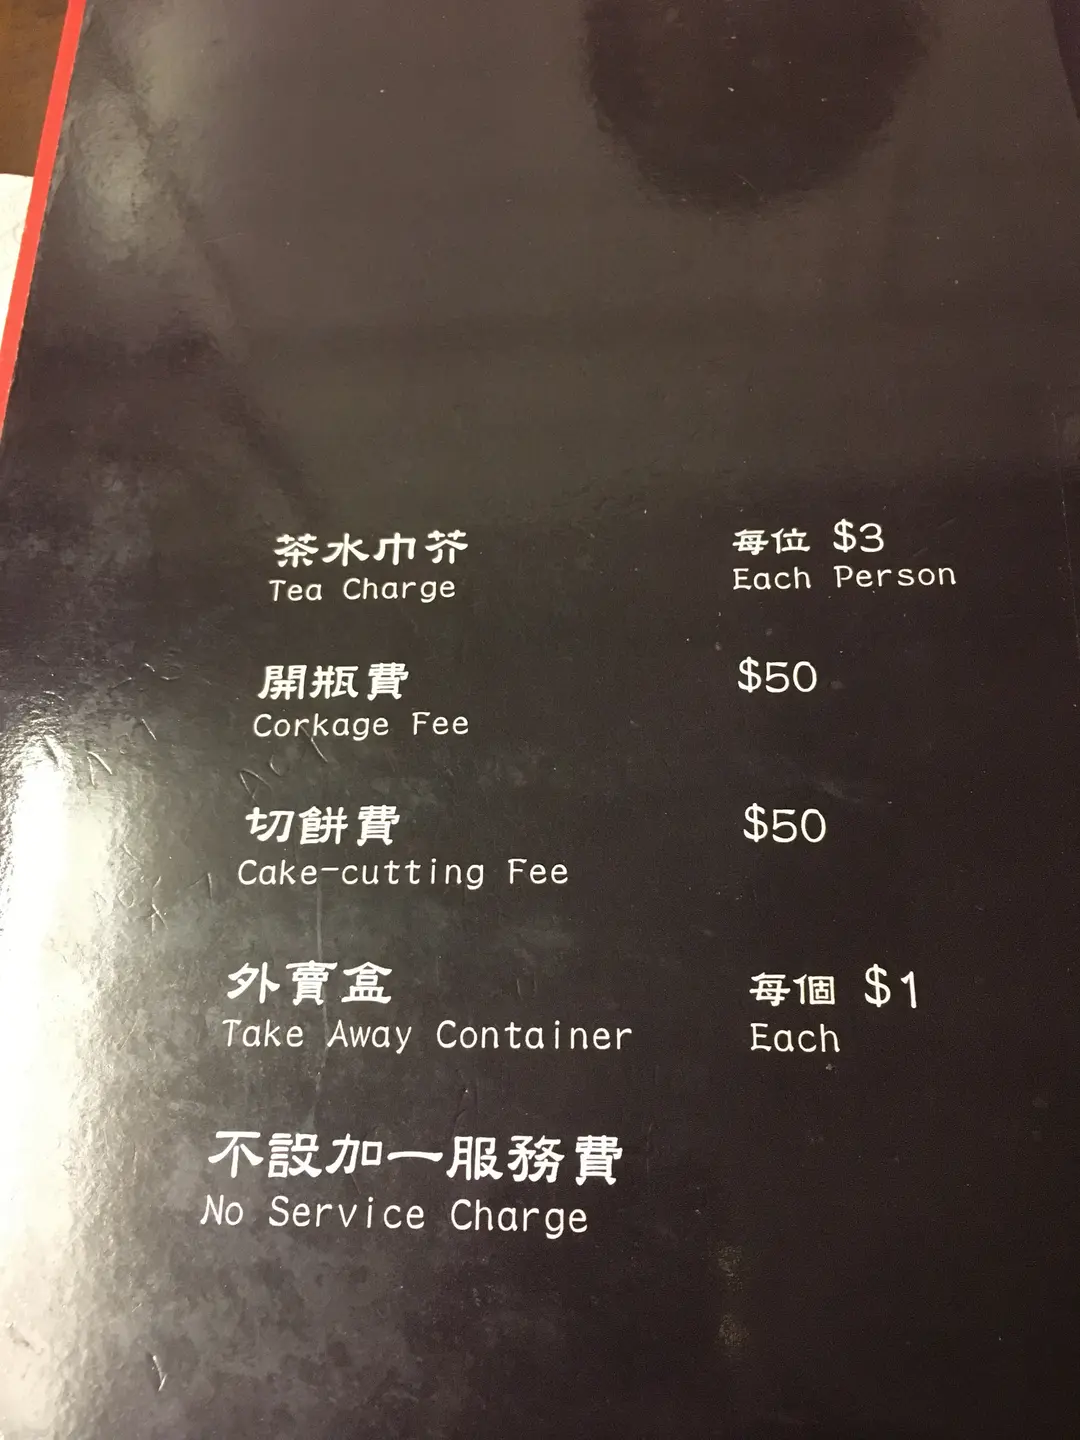 茶水巾芥 每位 $3
Tea Charge Each Person
開瓶費 $50
Corkage Fee
切餅費 $50
Cake-cutting Fee
外賣盒 每個 $1
Take Away Container Each
不設加一服務費
No Service Charge